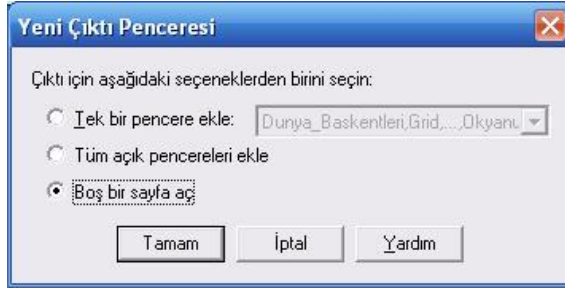 Yeni Çıktı Penceresi
Çıktı için aşağıdaki seçeneklerden birini seçin:
Tek bir pencere ekle: Dunya_Baskentleri,Grid,...,Okyanu
Tüm açık pencereleri ekle
Boş bir sayfa aç
Tamam İptal Yardım